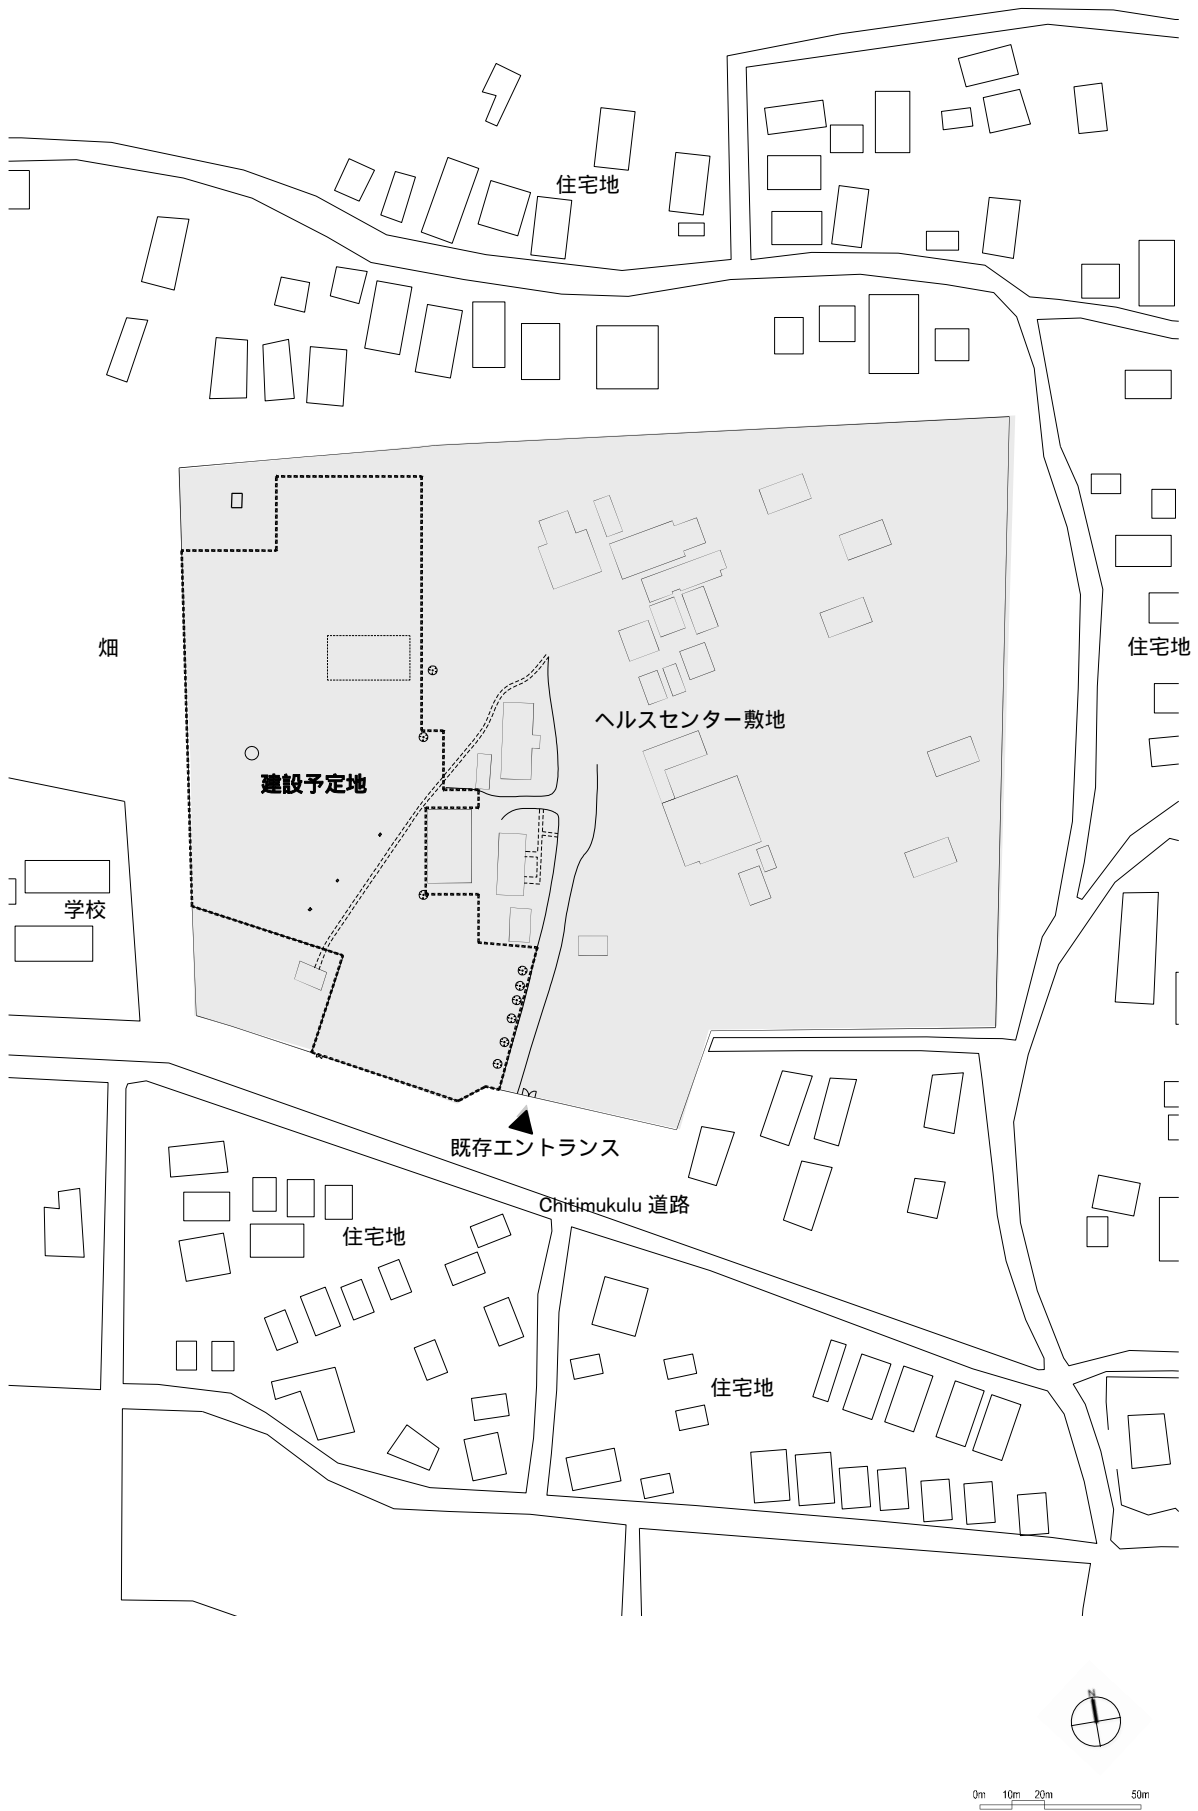 住宅地
畑
住宅地
ヘルスセンター敷地
建設予定地
学校
既存エントランス
Chitimukulu 道路
住宅地
住宅地
N
0m 10m 20m 50m